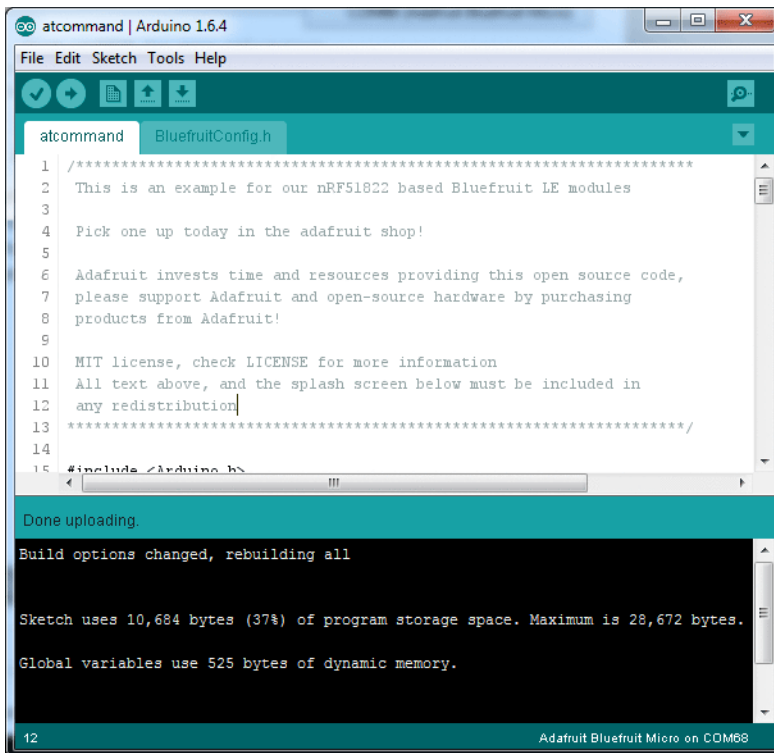 atcommand | Arduino 1.6.4
File Edit Sketch Tools Help
atcommand BluefruitConfig.h
1 /*********************************************************************
2 This is an example for our nRF51822 based Bluefruit LE modules
3
4 Pick one up today in the adafruit shop!
5
6 Adafruit invests time and resources providing this open source code,
7 please support Adafruit and open-source hardware by purchasing
8 products from Adafruit!
9
10 MIT license, check LICENSE for more information
11 All text above, and the splash screen below must be included in
12 any redistribution
13 *********************************************************************/
14
15 #include <Arduino.h>
Done uploading.
Build options changed, rebuilding all
Sketch uses 10,684 bytes (37%) of program storage space. Maximum is 28,672 bytes.
Global variables use 525 bytes of dynamic memory.
12 Adafruit Bluefruit Micro on COM68